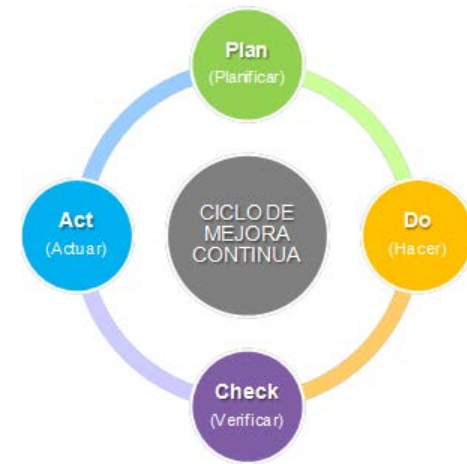 Plan
(Planificar)
Act
(Actuar)
CICLO DE
MEJORA
CONTINUA
Do
(Hacer)
Check
(Verificar)